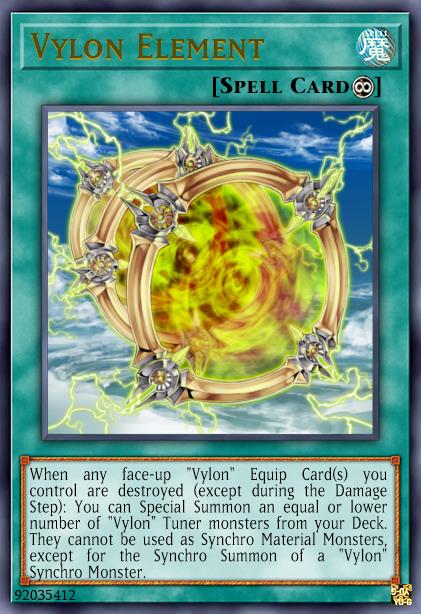 Vylon Element
[Spell Card]
When any face-up "Vylon" Equip Card(s) you
control are destroyed (except during the Damage
Step): You can Special Summon an equal or lower
number of "Vylon" Tuner monsters from your Deck.
They cannot be used as Synchro Material Monsters,
except for the Synchro Summon of a "Vylon"
Synchro Monster.
92035412